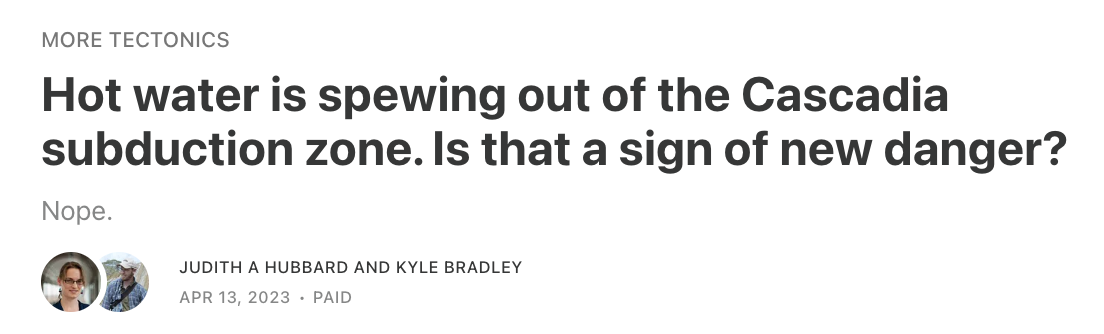 MORE TECTONICS
Hot water is spewing out of the Cascadia
subduction zone. Is that a sign of new danger?
Nope.
JUDITH A HUBBARD AND KYLE BRADLEY
APR 13, 2023 • PAID